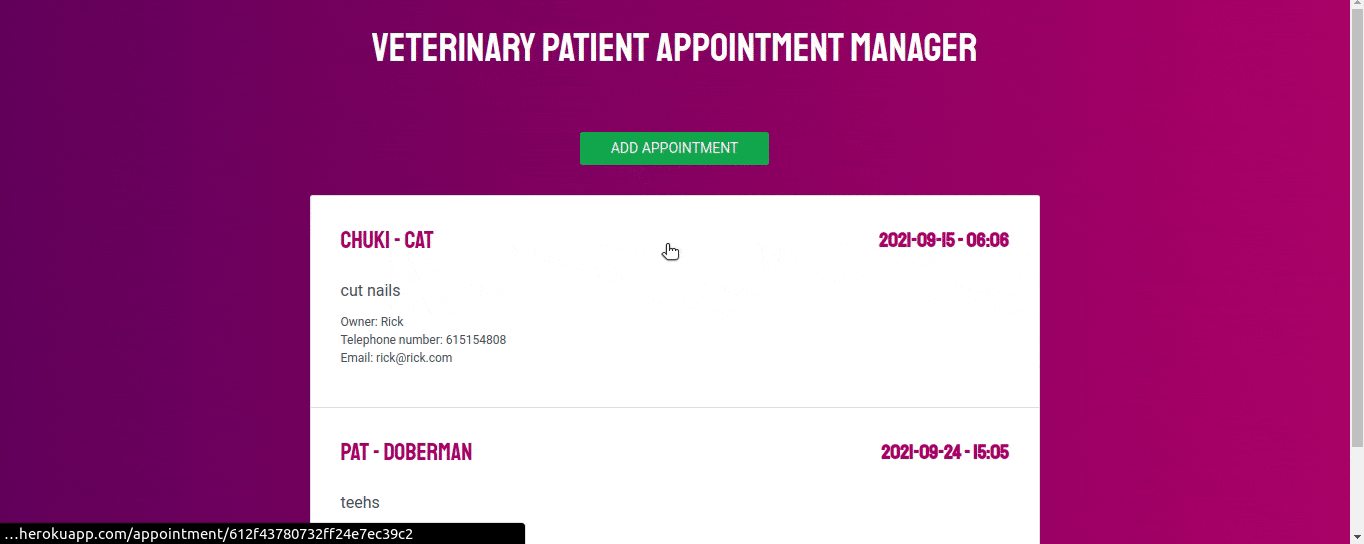 VETERINARY PATIENT APPOINTMENT MANAGER
ADD APPOINTMENT
CHUKI - CAT
2021-09-15 - 06:06
cut nails
Owner: Rick
Telephone number: 615154808
Email: rick@rick.com
PAT - DOBERMAN
2021-09-24 - 15:05
teehs
...herokuapp.com/appointment/612f43780732ff24e7ec39c2